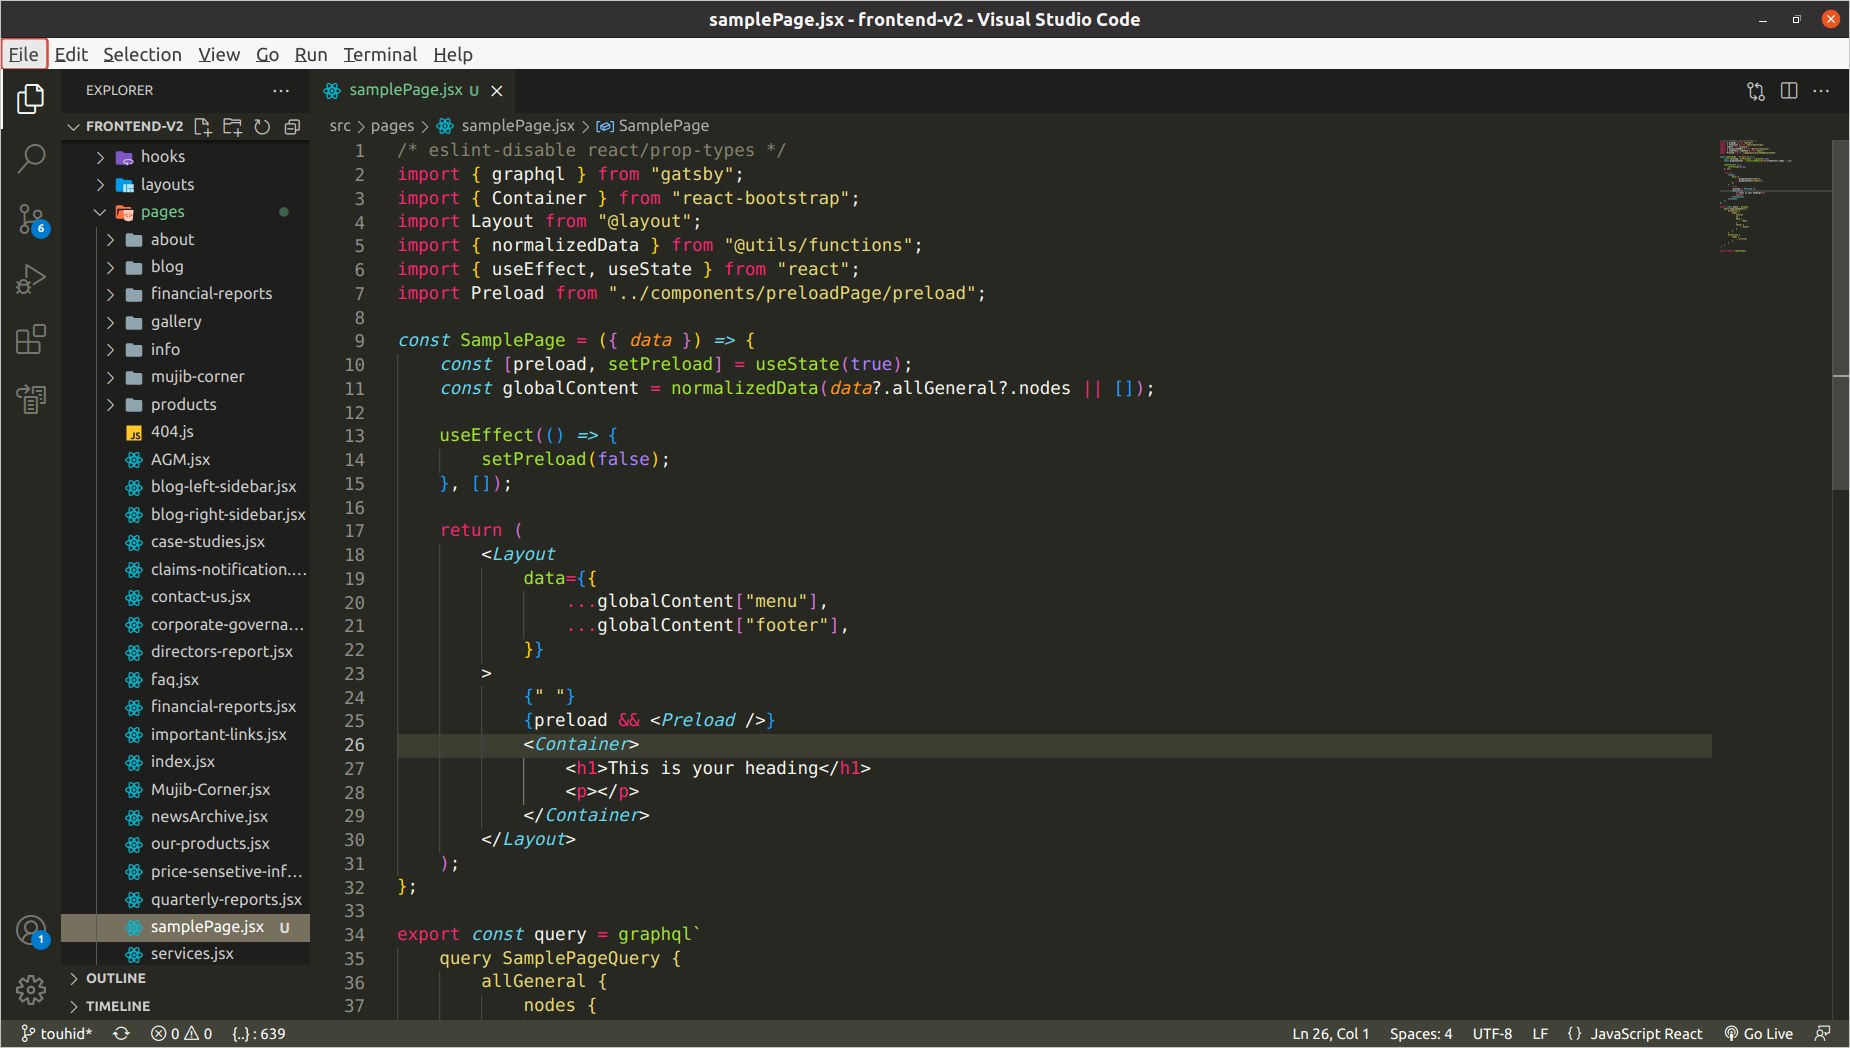 samplePage.jsx - frontend-v2 - Visual Studio Code
File Edit Selection View Go Run Terminal Help
EXPLORER
FRONTEND-V2
hooks
layouts
pages
about
blog
financial-reports
gallery
info
mujib-corner
products
JS 404.js
AGM.jsx
blog-left-sidebar.jsx
blog-right-sidebar.jsx
case-studies.jsx
claims-notification....
contact-us.jsx
corporate-governa...
directors-report.jsx
faq.jsx
financial-reports.jsx
important-links.jsx
index.jsx
Mujib-Corner.jsx
newsArchive.jsx
our-products.jsx
price-sensetive-inf...
quarterly-reports.jsx
samplePage.jsx U
services.jsx
OUTLINE
TIMELINE
6
1
samplePage.jsx U
src > pages > samplePage.jsx > SamplePage
1 /* eslint-disable react/prop-types */
2 import { graphql } from "gatsby";
3 import { Container } from "react-bootstrap";
4 import Layout from "@layout";
5 import { normalizedData } from "@utils/functions";
6 import { useEffect, useState } from "react";
7 import Preload from "../components/preloadPage/preload";
8
9 const SamplePage = ({ data }) => {
10 const [preload, setPreload] = useState(true);
11 const globalContent = normalizedData(data?.allGeneral?.nodes || []);
12
13 useEffect(() => {
14 setPreload(false);
15 }, []);
16
17 return (
18 <Layout
19 data={{
20 ...globalContent["menu"],
21 ...globalContent["footer"],
22 }}
23 >
24 {" "}
25 {preload && <Preload />}
26 <Container>
27 <h1>This is your heading</h1>
28 <p></p>
29 </Container>
30 </Layout>
31 );
32 };
33
34 export const query = graphql`
35 query SamplePageQuery {
36 allGeneral {
37 nodes {
touhid* 0 0 {..} : 639 Ln 26, Col 1 Spaces: 4 UTF-8 LF {} JavaScript React Go Live